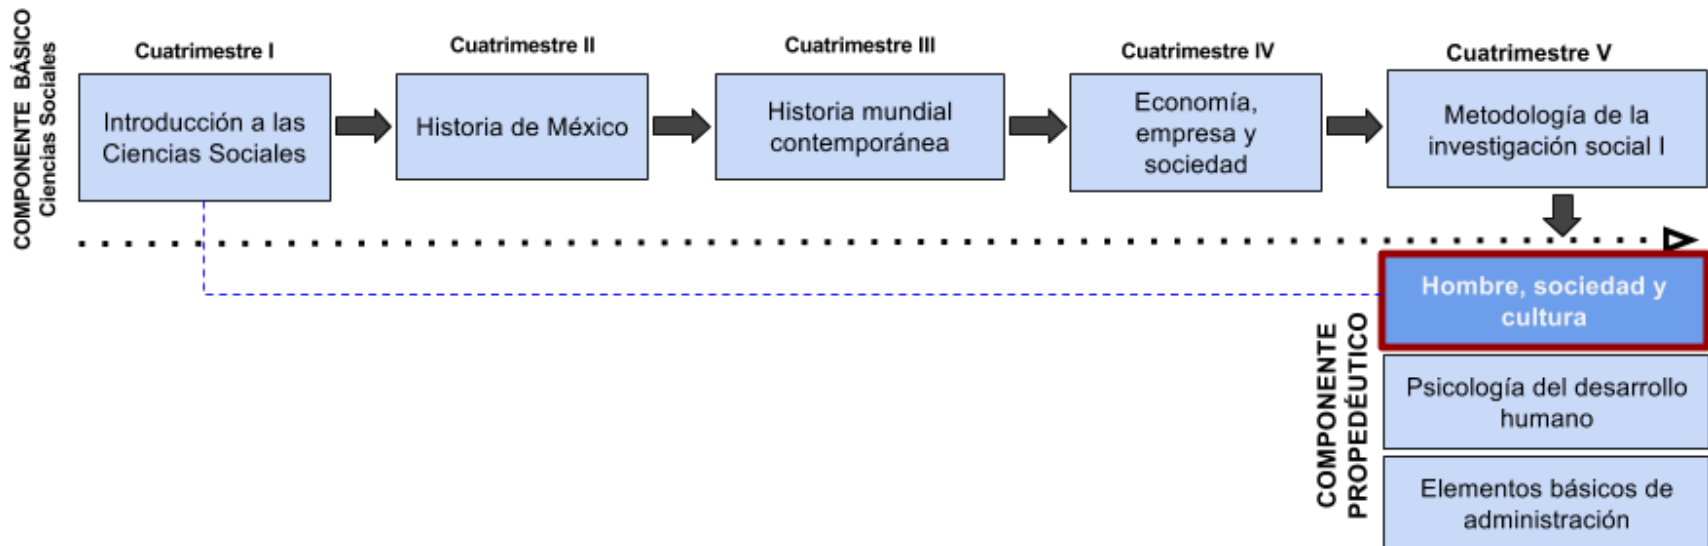 COMPONENTE BÁSICO
Ciencias Sociales
Cuatrimestre I
Introducción a las
Ciencias Sociales
Cuatrimestre II
Historia de México
Cuatrimestre III
Historia mundial
contemporánea
Cuatrimestre IV
Economía,
empresa y
sociedad
Cuatrimestre V
Metodología de la
investigación social I
COMPONENTE
PROPEDÉUTICO
Hombre, sociedad y
cultura
Psicología del desarrollo
humano
Elementos básicos de
administración